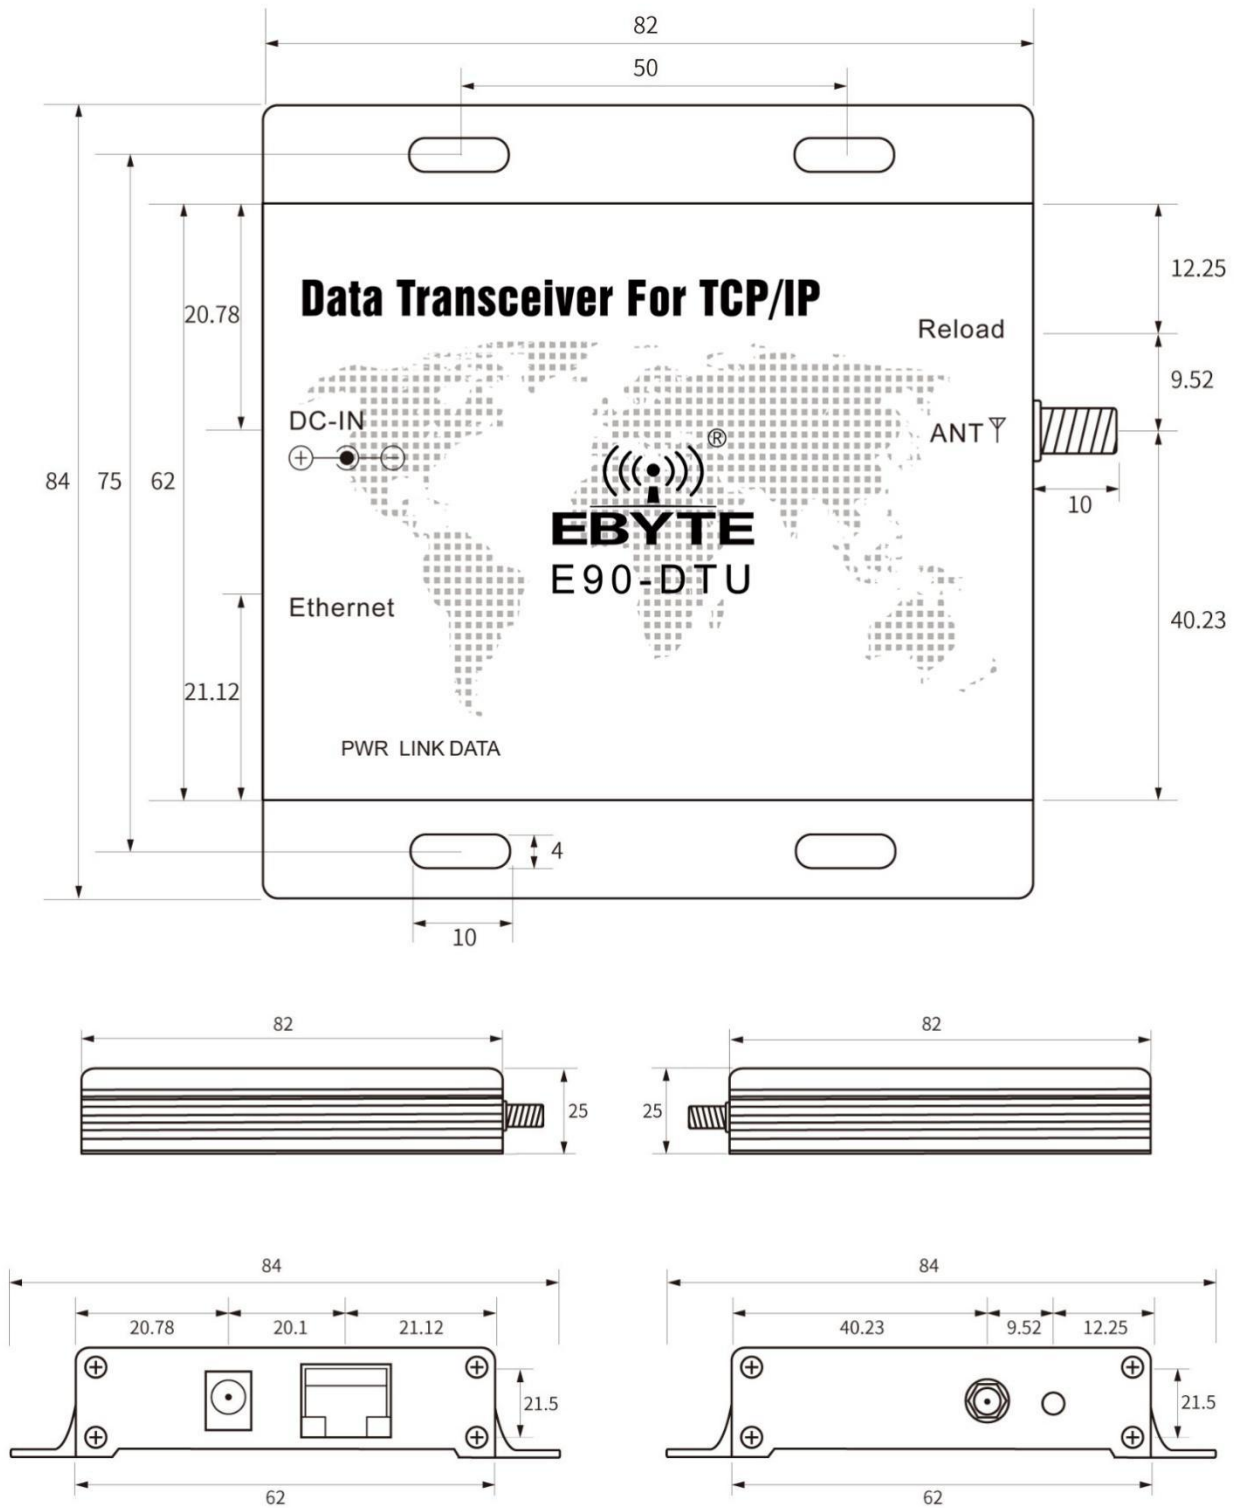 82
50
12.25
Data Transceiver For TCP/IP
20.78
Reload
9.52
DC-IN
ANT
®
84 75 62
10
EBYTE
E90-DTU
Ethernet
40.23
21.12
PWR LINK DATA
4
10
82
82
25
25
84
84
20.78 20.1 21.12
40.23 9.52 12.25
21.5
21.5
62
62